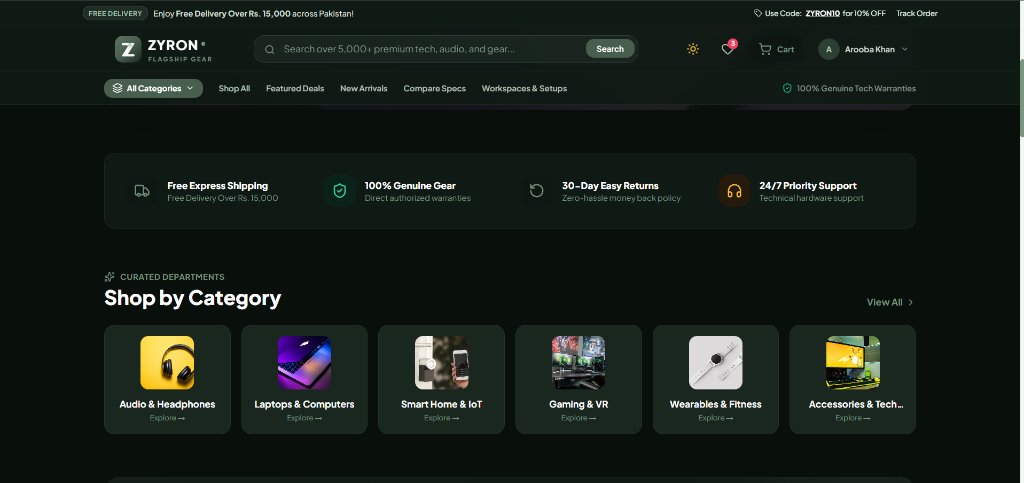 FREE DELIVERY Enjoy Free Delivery Over Rs. 15,000 across Pakistan! Use Code: ZYRON10 for 10% OFF Track Order
Z ZYRON
FLAGSHIP GEAR
Search over 5,000+ premium tech, audio, and gear...
Search
3
Cart
A Arooba Khan
All Categories Shop All Featured Deals New Arrivals Compare Specs Workspaces & Setups 100% Genuine Tech Warranties
Free Express Shipping
Free Delivery Over Rs. 15,000
100% Genuine Gear
Direct authorized warranties
30-Day Easy Returns
Zero-hassle money back policy
24/7 Priority Support
Technical hardware support
CURATED DEPARTMENTS
Shop by Category
View All
Audio & Headphones
Explore →
Laptops & Computers
Explore →
Smart Home & IoT
Explore →
Gaming & VR
Explore →
Wearables & Fitness
Explore →
Accessories & Tech...
Explore →